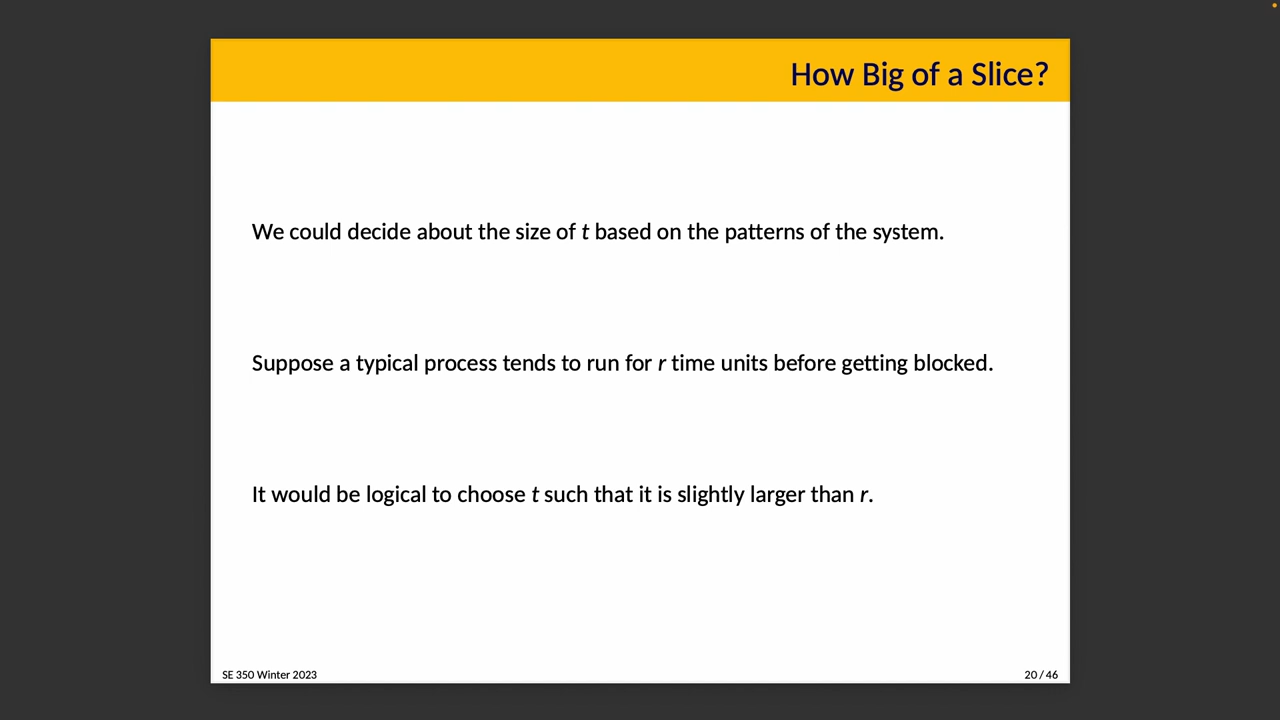 How Big of a Slice?
We could decide about the size of t based on the patterns of the system.
Suppose a typical process tends to run for r time units before getting blocked.
It would be logical to choose t such that it is slightly larger than r.
SE 350 Winter 2023
20 / 46